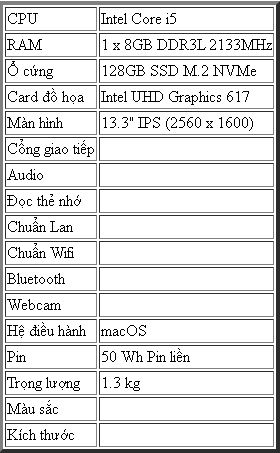 CPU Intel Core i5
RAM 1 x 8GB DDR3L 2133MHz
Ổ cứng 128GB SSD M.2 NVMe
Card đồ họa Intel UHD Graphics 617
Màn hình 13.3" IPS (2560 x 1600)
Cổng giao tiếp
Audio
Đọc thẻ nhớ
Chuẩn Lan
Chuẩn Wifi
Bluetooth
Webcam
Hệ điều hành macOS
Pin 50 Wh Pin liền
Trọng lượng 1.3 kg
Màu sắc
Kích thước